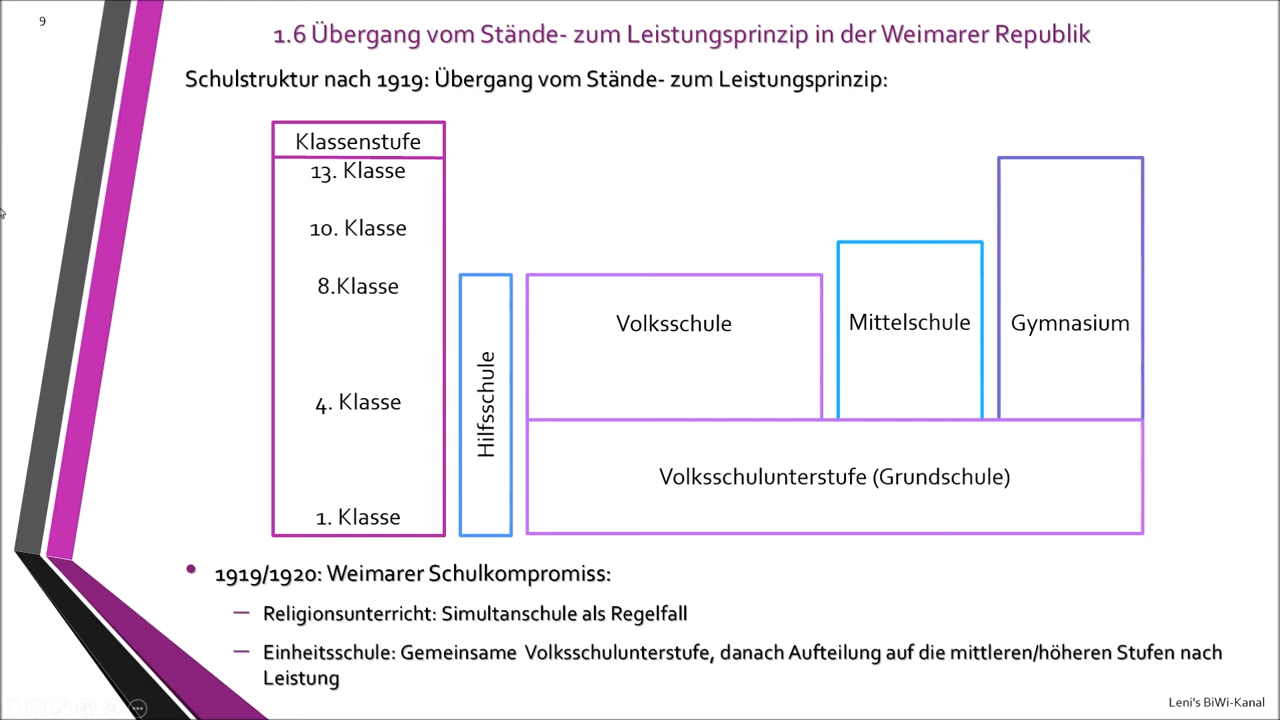 9
1.6 Übergang vom Stände- zum Leistungsprinzip in der Weimarer Republik
Schulstruktur nach 1919: Übergang vom Stände- zum Leistungsprinzip:
Klassenstufe
13. Klasse
10. Klasse
8.Klasse
4. Klasse
1. Klasse
Hilfsschule
Volksschule
Mittelschule
Gymnasium
Volksschulunterstufe (Grundschule)
• 1919/1920: Weimarer Schulkompromiss:
– Religionsunterricht: Simultanschule als Regelfall
– Einheitsschule: Gemeinsame Volksschulunterstufe, danach Aufteilung auf die mittleren/höheren Stufen nach
Leistung
Leni's BiWi-Kanal